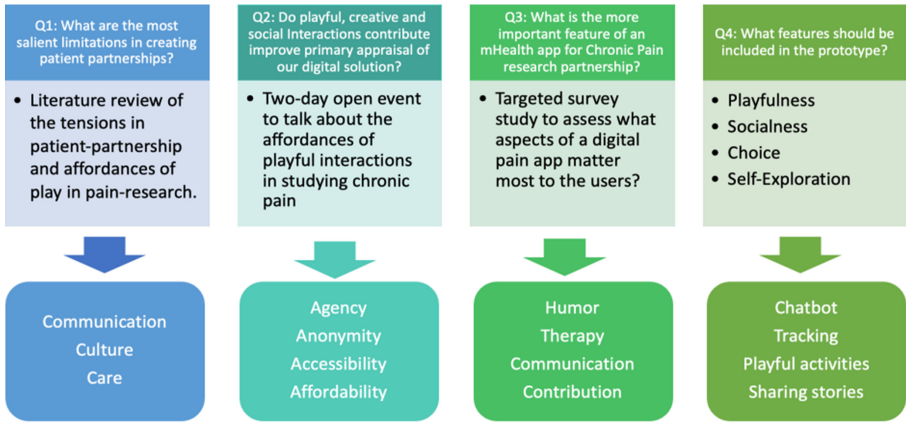 Q1: What are the most
salient limitations in creating
patient partnerships?
• Literature review of
the tensions in
patient-partnership
and affordances of
play in pain-research.
Communication
Culture
Care
Q2: Do playful, creative and
social Interactions contribute
improve primary appraisal of
our digital solution?
• Two-day open event
to talk about the
affordances of
playful interactions
in studying chronic
pain
Agency
Anonymity
Accessibility
Affordability
Q3: What is the more
important feature of an
mHealth app for Chronic Pain
research partnership?
• Targeted survey
study to assess what
aspects of a digital
pain app matter
most to the users?
Humor
Therapy
Communication
Contribution
Q4: What features should be
included in the prototype?
• Playfulness
• Socialness
• Choice
• Self-Exploration
Chatbot
Tracking
Playful activities
Sharing stories